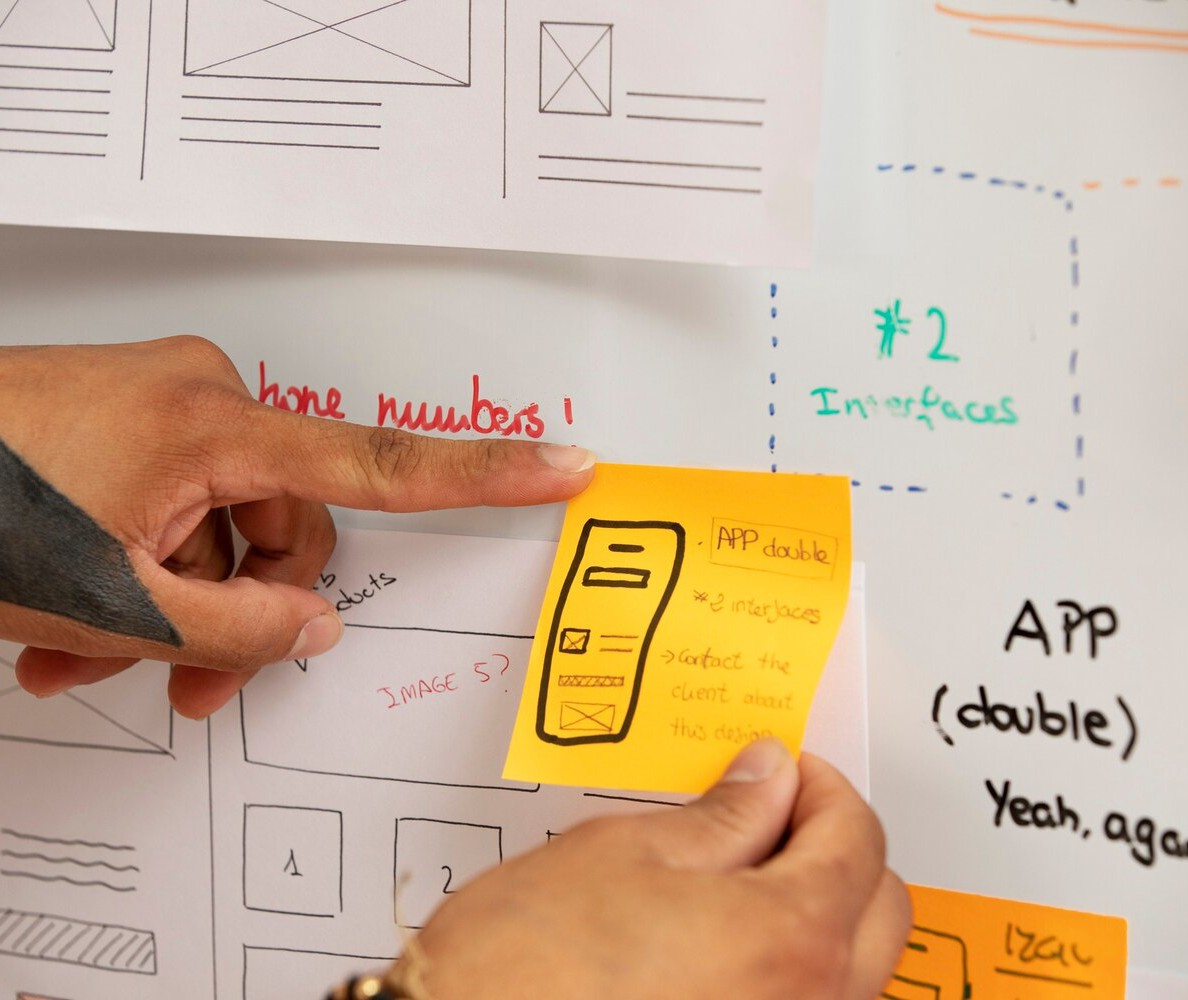 #2
Interfaces
hone numbers!
APP double
#2 interfaces
→contact the
client about
this design
ducts
IMAGE 5?
1
2
APP
(double)
Yeah, aga